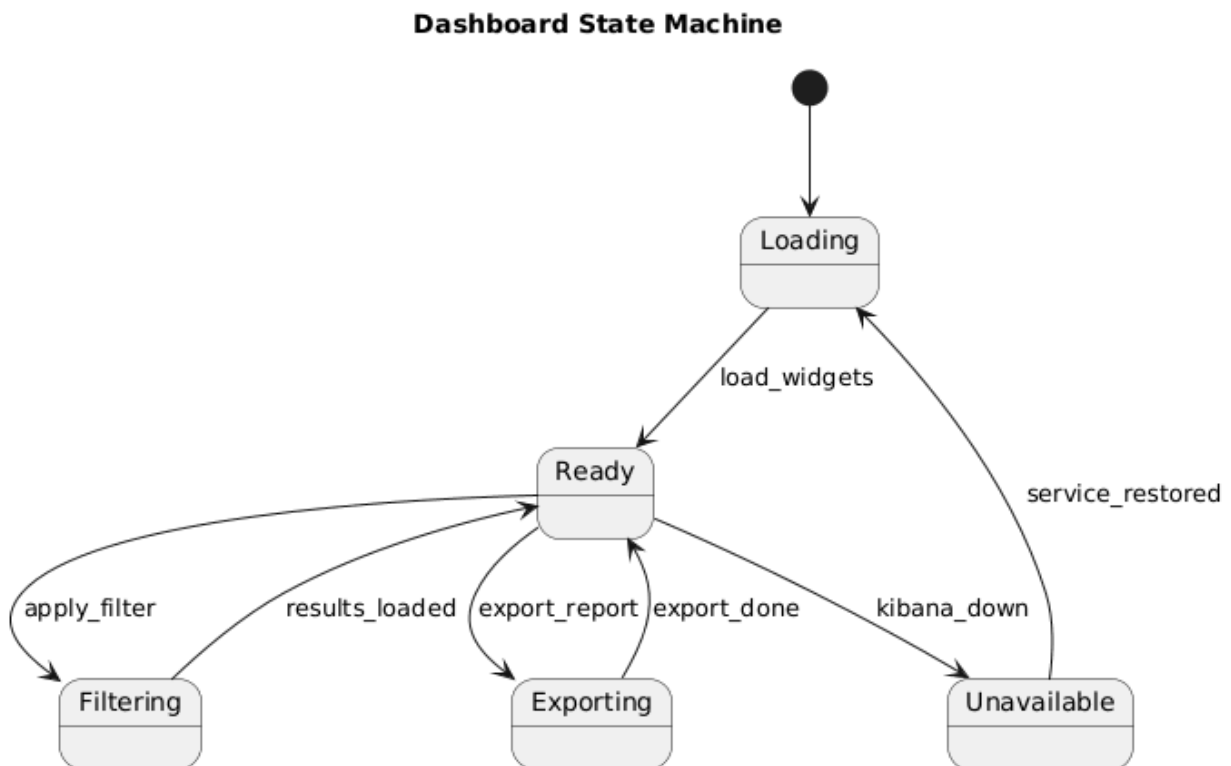 Dashboard State Machine
Loading
load_widgets
Ready
service_restored
apply_filter
results_loaded
export_report
export_done
kibana_down
Filtering
Exporting
Unavailable